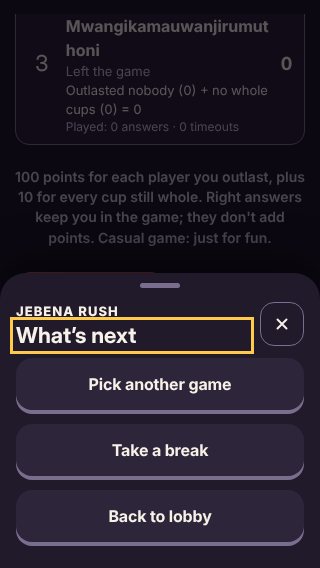 Mwangikamauwanjirumut
honi
3
0
Left the game
Outlasted nobody (0) + no whole
cups (0) = 0
Played: 0 answers · 0 timeouts
100 points for each player you outlast, plus
10 for every cup still whole. Right answers
keep you in the game; they don't add
points. Casual game: just for fun.
JEBENA RUSH
What's next
Pick another game
Take a break
Back to lobby